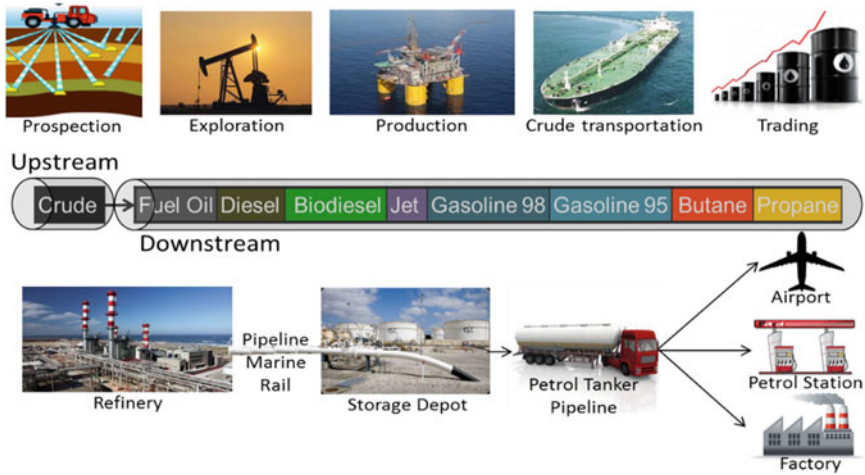 Prospection
Exploration
Production
Crude transportation
Trading
Upstream
Crude
Fuel Oil
Diesel
Biodiesel
Jet
Gasoline 98
Gasoline 95
Butane
Propane
Downstream
Airport
Pipeline
Marine
Rail
Petrol Station
Refinery
Storage Depot
Petrol Tanker
Pipeline
Factory